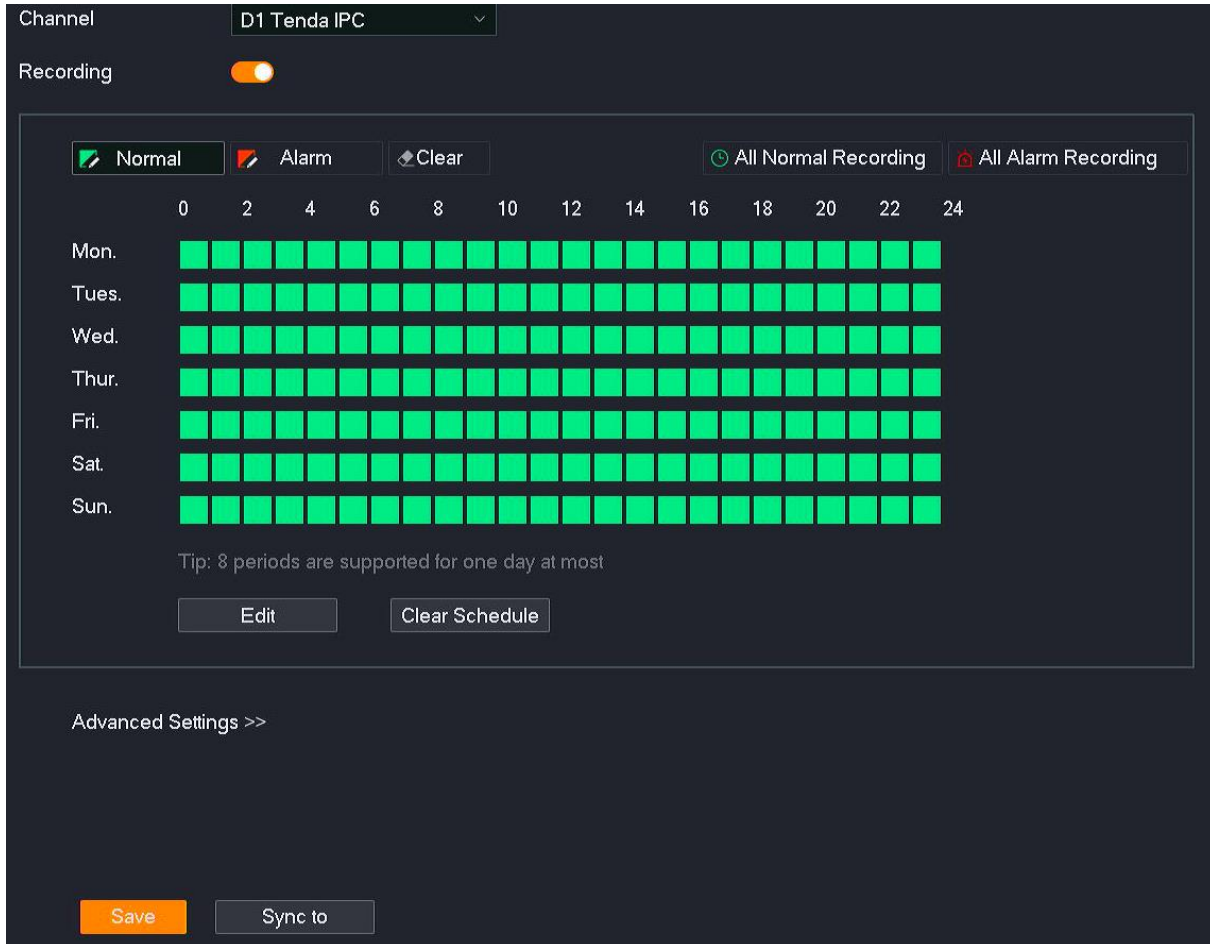 Channel D1 Tenda IPC
Recording
Normal Alarm Clear All Normal Recording All Alarm Recording
0 2 4 6 8 10 12 14 16 18 20 22 24
Mon.
Tues.
Wed.
Thur.
Fri.
Sat.
Sun.
Tip: 8 periods are supported for one day at most
Edit Clear Schedule
Advanced Settings >>
Save Sync to